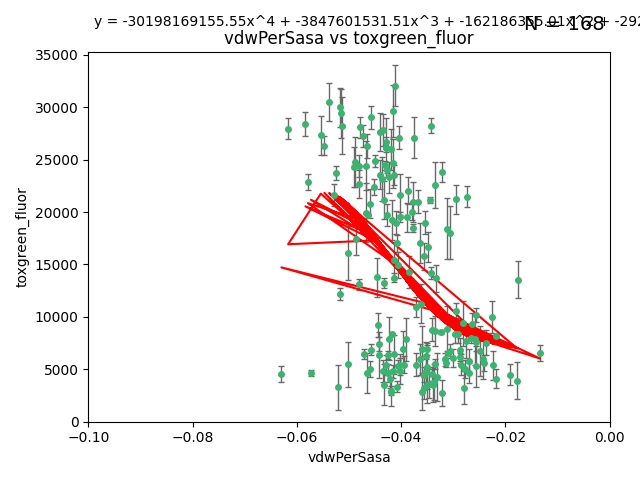 y = -30198169155.55x^4 + -3847601531.51x^3 + + -292
N = 168
vdwPerSasa vs toxgreen_fluor
35000
30000
25000
20000
15000
10000
5000
0
toxgreen_fluor
−0.10 −0.08 −0.06 −0.04 −0.02 0.00
vdwPerSasa